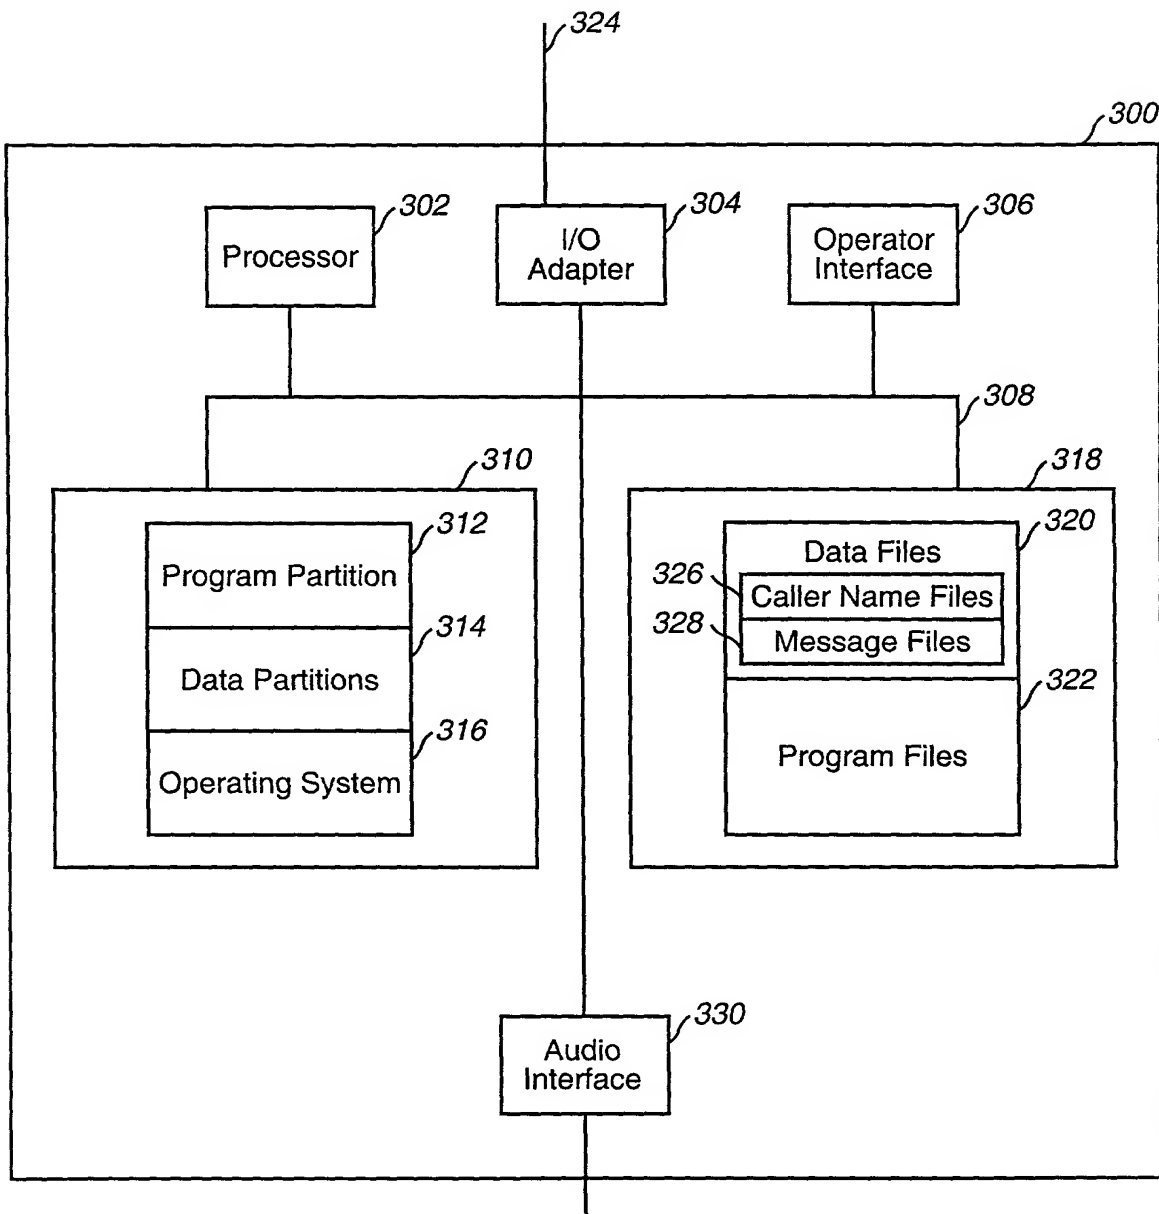 324
300
302
Processor
304
I/O
Adapter
306
Operator
Interface
308
310
312
Program Partition
314
Data Partitions
316
Operating System
318
320
Data Files
326
Caller Name Files
328
Message Files
322
Program Files
330
Audio
Interface